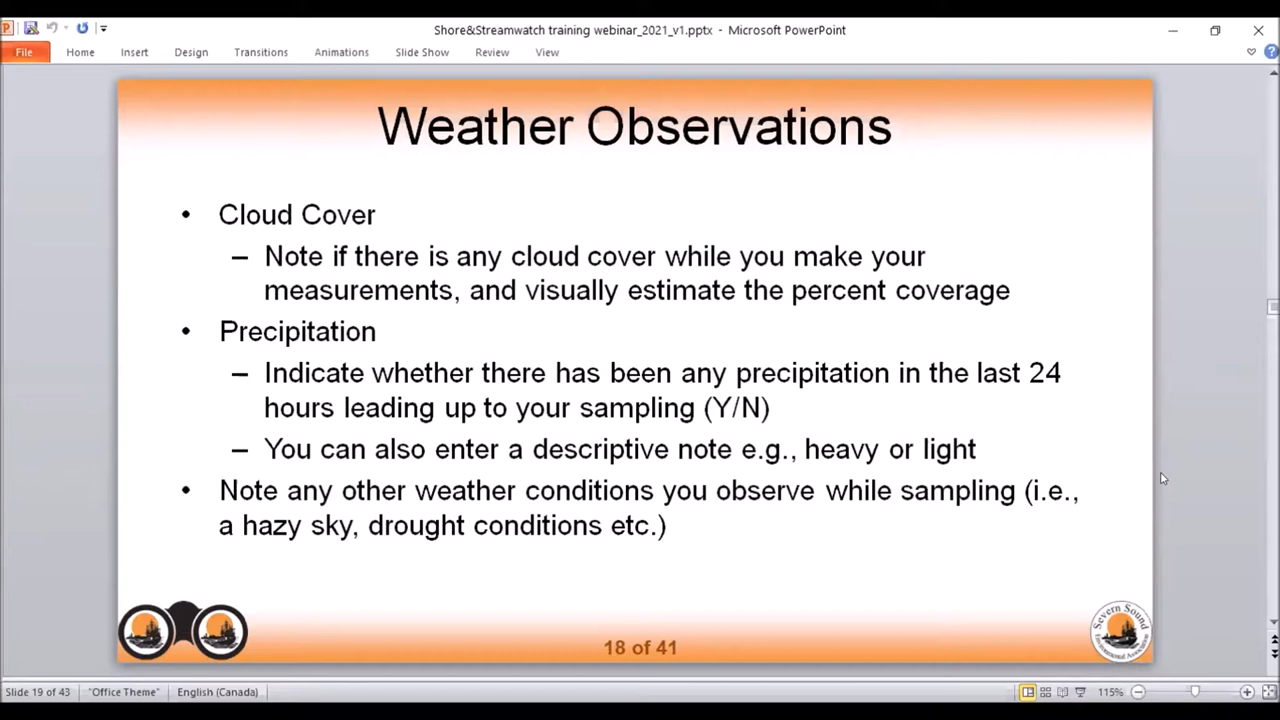 Shore&Streamwatch training webinar_2021_v1.pptx - Microsoft PowerPoint
File Home Insert Design Transitions Animations Slide Show Review View
Weather Observations
• Cloud Cover
– Note if there is any cloud cover while you make your
measurements, and visually estimate the percent coverage
• Precipitation
– Indicate whether there has been any precipitation in the last 24
hours leading up to your sampling (Y/N)
– You can also enter a descriptive note e.g., heavy or light
• Note any other weather conditions you observe while sampling (i.e.,
a hazy sky, drought conditions etc.)
18 of 41
Severn Sound
Environmental Association
Slide 19 of 43 "Office Theme" English (Canada) 115%